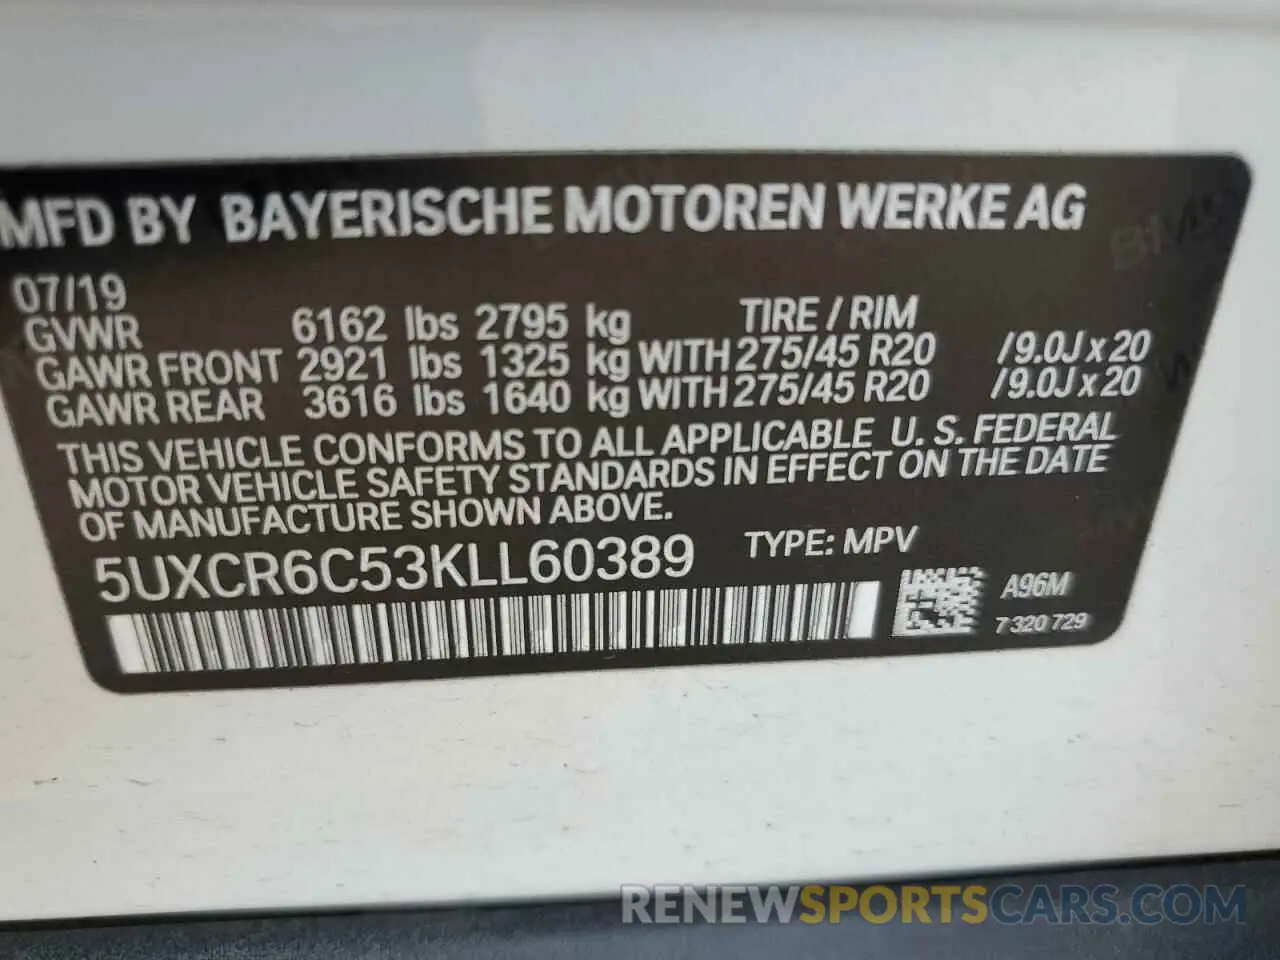 MFD BY BAYERISCHE MOTOREN WERKE AG
07/19
GVWR 6162 lbs 2795 kg TIRE / RIM
GAWR FRONT 2921 lbs 1325 kg WITH 275/45 R20 /9.0J x 20
GAWR REAR 3616 lbs 1640 kg WITH 275/45 R20 /9.0J x 20
THIS VEHICLE CONFORMS TO ALL APPLICABLE U. S. FEDERAL
MOTOR VEHICLE SAFETY STANDARDS IN EFFECT ON THE DATE
OF MANUFACTURE SHOWN ABOVE.
5UXCR6C53KLL60389 TYPE: MPV
A96M
7 320 729
RENEWSPORTSCARS.COM